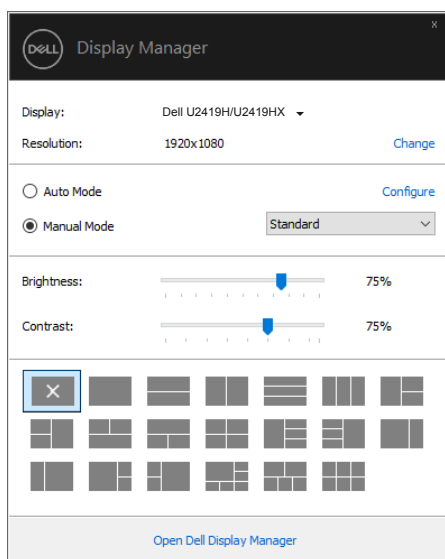 x
DELL Display Manager
Display: Dell U2419H/U2419HX
Resolution: 1920x1080 Change
Auto Mode Configure
Manual Mode Standard
Brightness: 75%
Contrast: 75%
Open Dell Display Manager